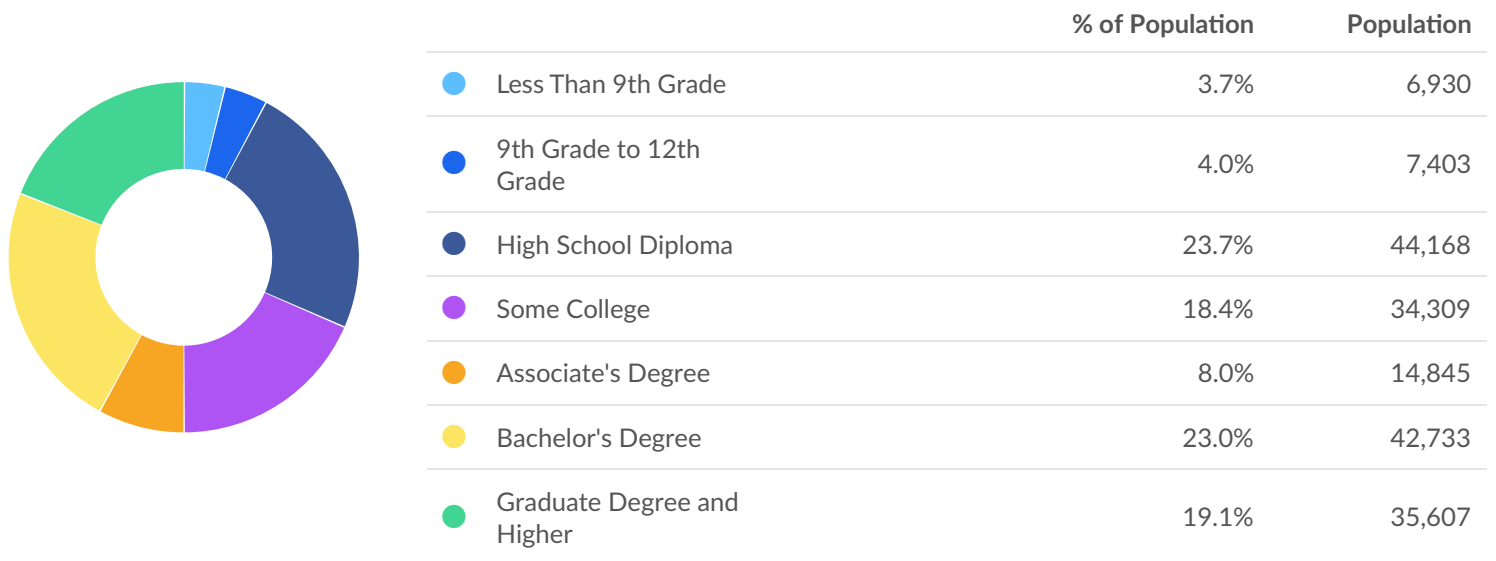 % of Population Population
Less Than 9th Grade 3.7% 6,930
9th Grade to 12th
Grade 4.0% 7,403
High School Diploma 23.7% 44,168
Some College 18.4% 34,309
Associate's Degree 8.0% 14,845
Bachelor's Degree 23.0% 42,733
Graduate Degree and
Higher 19.1% 35,607